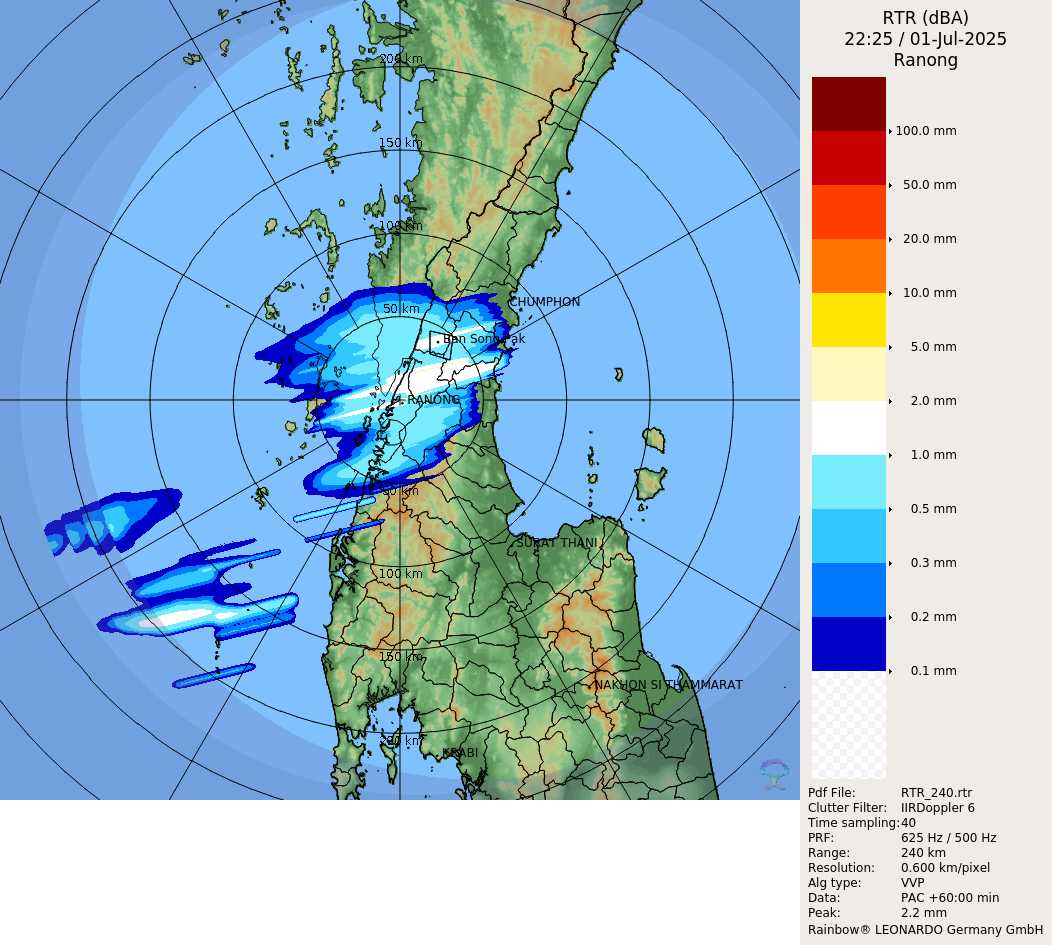 RTR (dBA)
22:25 / 01-Jul-2025
Ranong
100.0 mm
50.0 mm
20.0 mm
10.0 mm
5.0 mm
2.0 mm
1.0 mm
0.5 mm
0.3 mm
0.2 mm
0.1 mm
Pdf File: RTR_240.rtr
Clutter Filter: IIRDoppler 6
Time sampling: 40
PRF: 625 Hz / 500 Hz
Range: 240 km
Resolution: 0.600 km/pixel
Alg type: VVP
Data: PAC +60:00 min
Peak: 2.2 mm
Rainbow® LEONARDO Germany GmbH
200 km
150 km
100 km
50 km
CHUMPHON
Ban Song Pak
RANONG
50 km
SURAT THANI
100 km
150 km
NAKHON SI THAMMARAT
200 km
KRABI